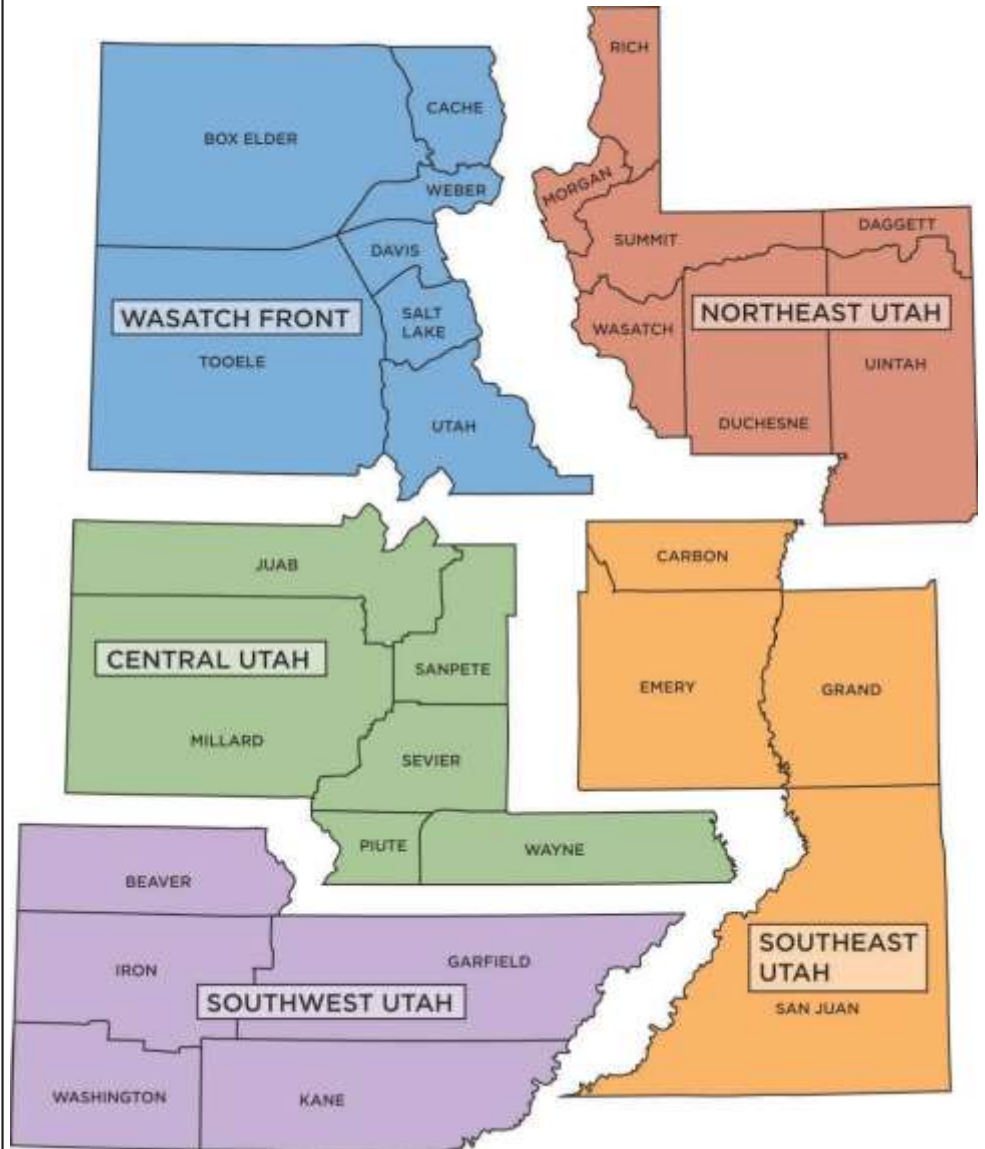 RICH
CACHE
BOX ELDER
MORGAN
WEBER
DAGGETT
SUMMIT
DAVIS
WASATCH FRONT
SALT
LAKE
NORTHEAST UTAH
WASATCH
TOOELE
UINTAH
UTAH
DUCHESNE
CARBON
JUAB
CENTRAL UTAH
SANPETE
EMERY
GRAND
MILLARD
SEVIER
PIUTE
WAYNE
BEAVER
SOUTHEAST
UTAH
GARFIELD
IRON
SOUTHWEST UTAH
SAN JUAN
WASHINGTON
KANE